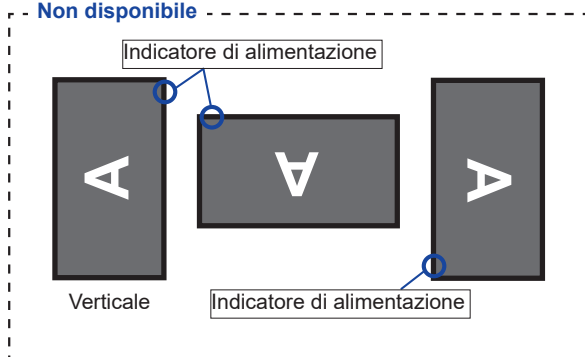 Non disponibile
Indicatore di alimentazione
A
A
A
Verticale
Indicatore di alimentazione